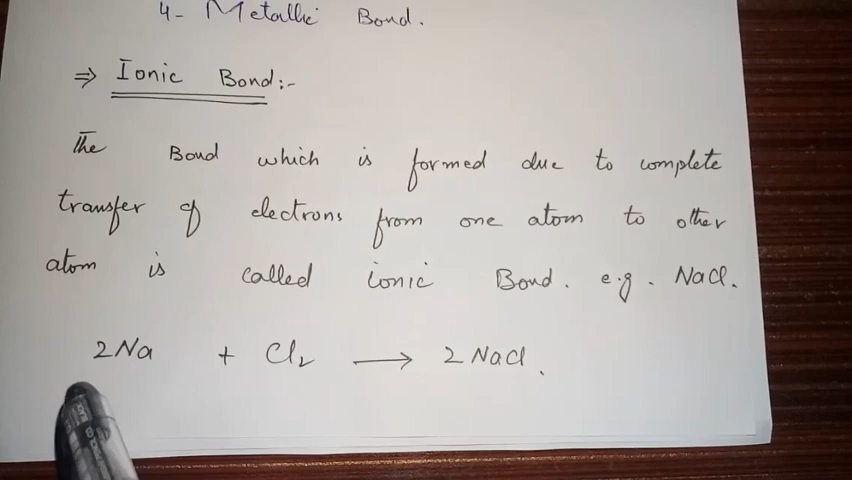 4- Metallic Bond.
⇒ Ionic Bond:-
The Bond which is formed due to complete
transfer of electrons from one atom to other
atom is called ionic Bond. e.g. NaCl.
2Na + Cl₂ ⟶ 2NaCl.